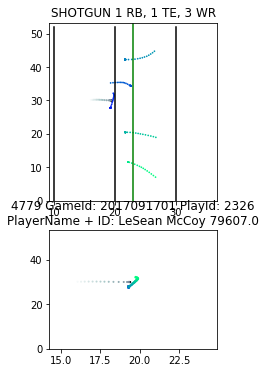 SHOTGUN 1 RB, 1 TE, 3 WR
50
40
30
20
10
0
10 20 30
4779 GameId: 2017091701 PlayId: 2326
PlayerName + ID: LeSean McCoy 79607.0
40
20
0
15.0 17.5 20.0 22.5